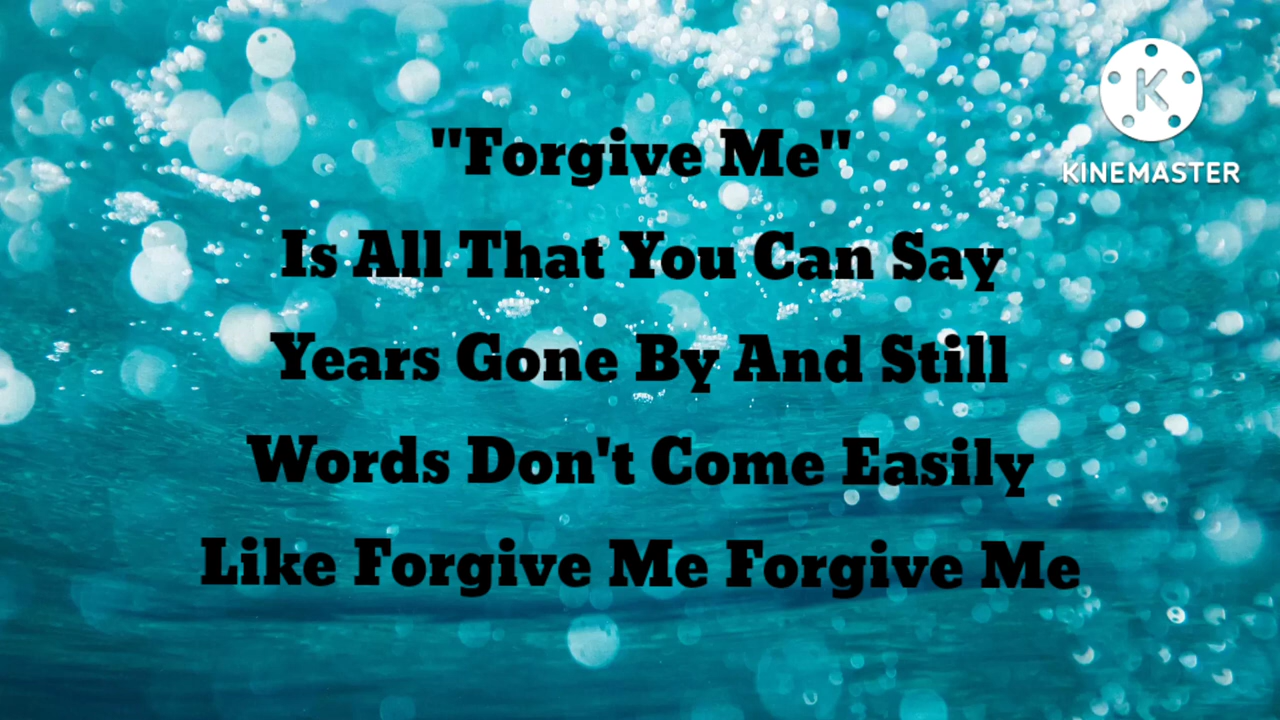 "Forgive Me"
Is All That You Can Say
Years Gone By And Still
Words Don't Come Easily
Like Forgive Me Forgive Me
K
KINEMASTER